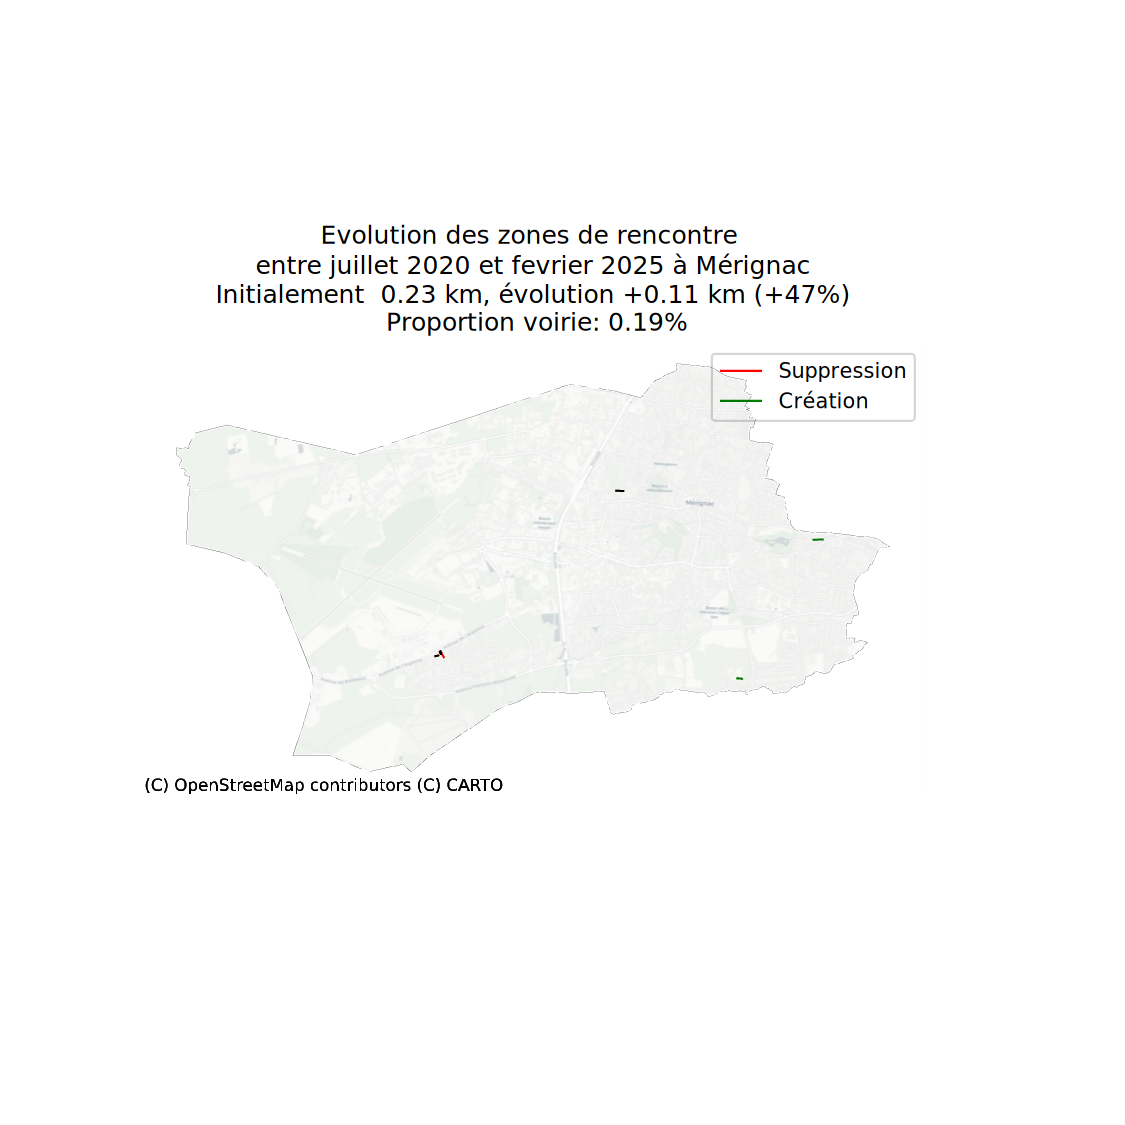 Evolution des zones de rencontre
entre juillet 2020 et fevrier 2025 à Mérignac
Initialement  0.23 km, évolution +0.11 km (+47%)
Proportion voirie: 0.19%
Suppression
Création
Mérignac
(C) OpenStreetMap contributors (C) CARTO